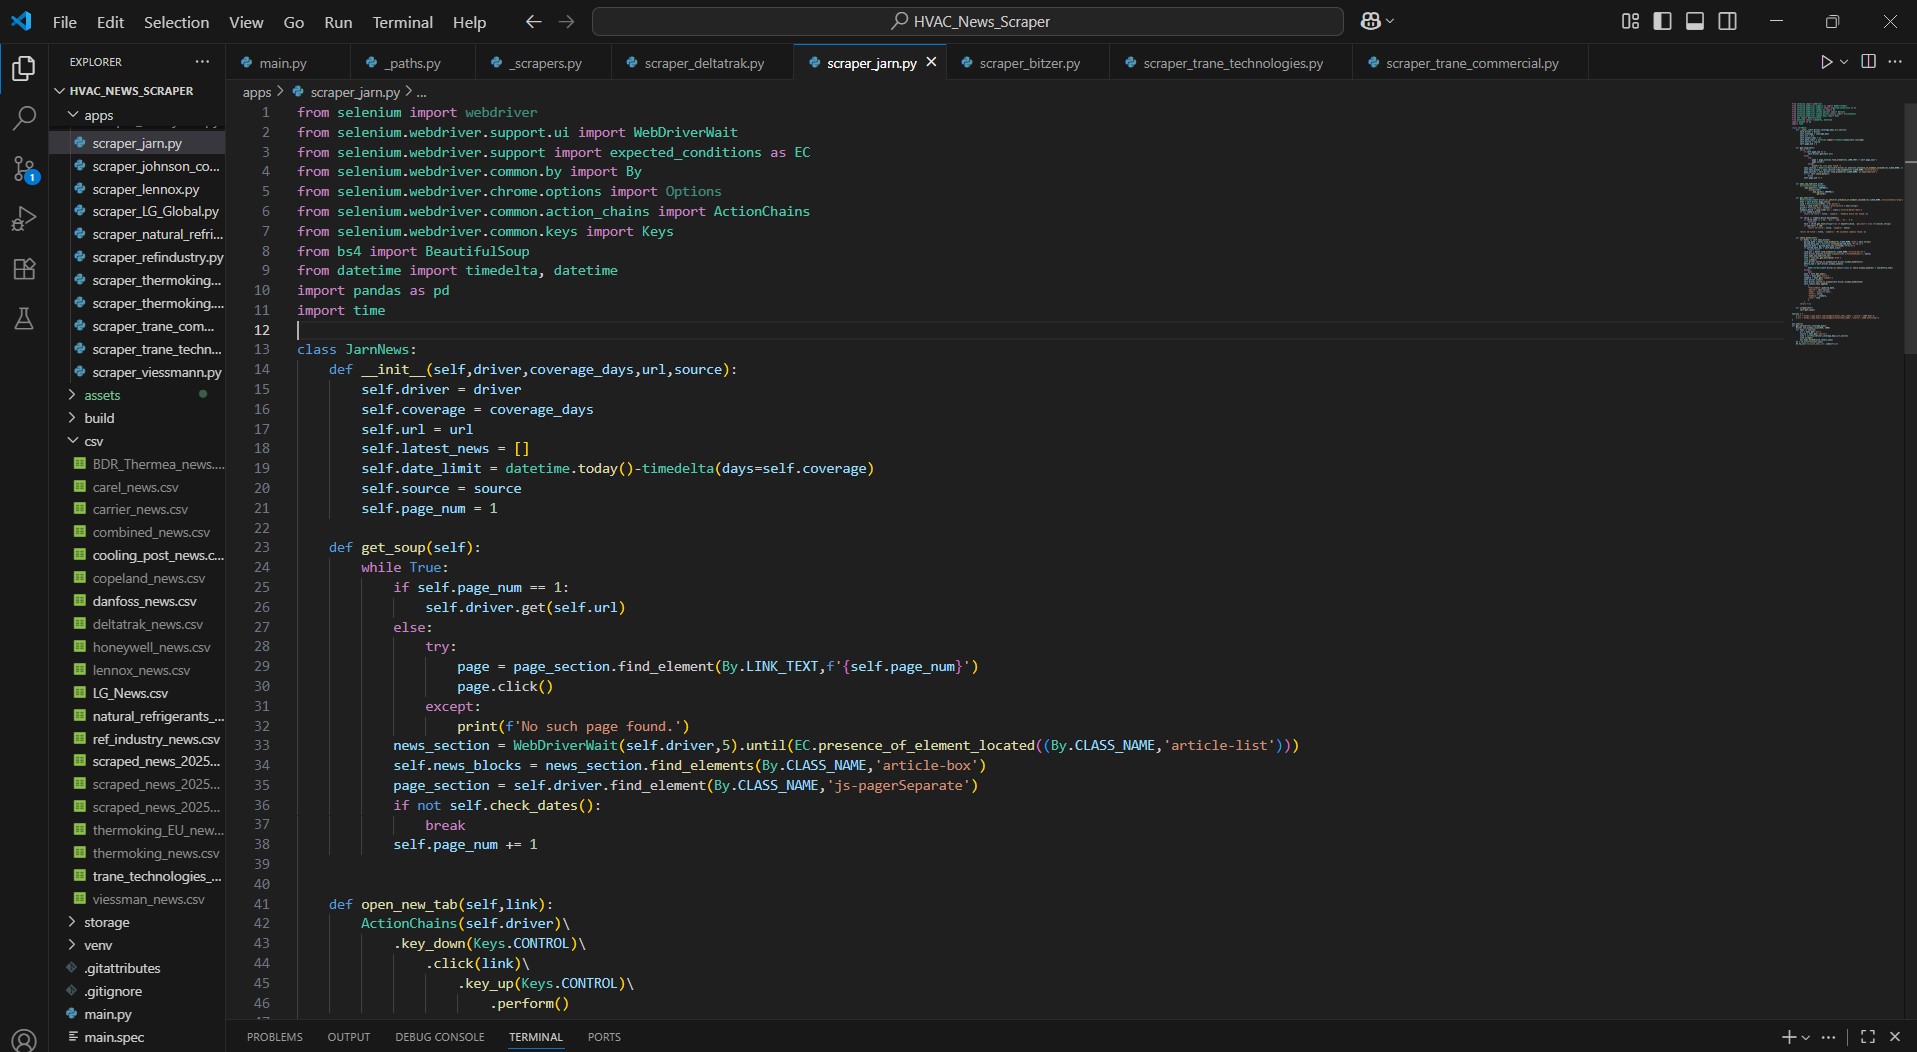 File Edit Selection View Go Run Terminal Help
HVAC_News_Scraper
EXPLORER
HVAC_NEWS_SCRAPER
apps
scraper_jarn.py
scraper_johnson_co...
scraper_lennox.py
scraper_LG_Global.py
scraper_natural_refri...
scraper_refindustry.py
scraper_thermoking...
scraper_thermoking....
scraper_trane_com...
scraper_trane_techn...
scraper_viessmann.py
assets
build
csv
BDR_Thermea_news....
carel_news.csv
carrier_news.csv
combined_news.csv
cooling_post_news.c...
copeland_news.csv
danfoss_news.csv
deltatrak_news.csv
honeywell_news.csv
lennox_news.csv
LG_News.csv
natural_refrigerants_...
ref_industry_news.csv
scraped_news_2025...
scraped_news_2025...
scraped_news_2025...
thermoking_EU_new...
thermoking_news.csv
trane_technologies_...
viessman_news.csv
storage
venv
.gitattributes
.gitignore
main.py
main.spec
1
main.py _paths.py _scrapers.py scraper_deltatrak.py scraper_jarn.py scraper_bitzer.py scraper_trane_technologies.py scraper_trane_commercial.py
apps > scraper_jarn.py > ...
1 from selenium import webdriver
2 from selenium.webdriver.support.ui import WebDriverWait
3 from selenium.webdriver.support import expected_conditions as EC
4 from selenium.webdriver.common.by import By
5 from selenium.webdriver.chrome.options import Options
6 from selenium.webdriver.common.action_chains import ActionChains
7 from selenium.webdriver.common.keys import Keys
8 from bs4 import BeautifulSoup
9 from datetime import timedelta, datetime
10 import pandas as pd
11 import time
12
13 class JarnNews:
14     def __init__(self,driver,coverage_days,url,source):
15         self.driver = driver
16         self.coverage = coverage_days
17         self.url = url
18         self.latest_news = []
19         self.date_limit = datetime.today()-timedelta(days=self.coverage)
20         self.source = source
21         self.page_num = 1
22
23     def get_soup(self):
24         while True:
25             if self.page_num == 1:
26                 self.driver.get(self.url)
27             else:
28                 try:
29                     page = page_section.find_element(By.LINK_TEXT,f'{self.page_num}')
30                     page.click()
31                 except:
32                     print(f'No such page found.')
33             news_section = WebDriverWait(self.driver,5).until(EC.presence_of_element_located((By.CLASS_NAME,'article-list')))
34             self.news_blocks = news_section.find_elements(By.CLASS_NAME,'article-box')
35             page_section = self.driver.find_element(By.CLASS_NAME,'js-pagerSeparate')
36             if not self.check_dates():
37                 break
38             self.page_num += 1
39
40
41     def open_new_tab(self,link):
42         ActionChains(self.driver)\
43             .key_down(Keys.CONTROL)\
44                 .click(link)\
45                     .key_up(Keys.CONTROL)\
46                         .perform()
PROBLEMS OUTPUT DEBUG CONSOLE TERMINAL PORTS